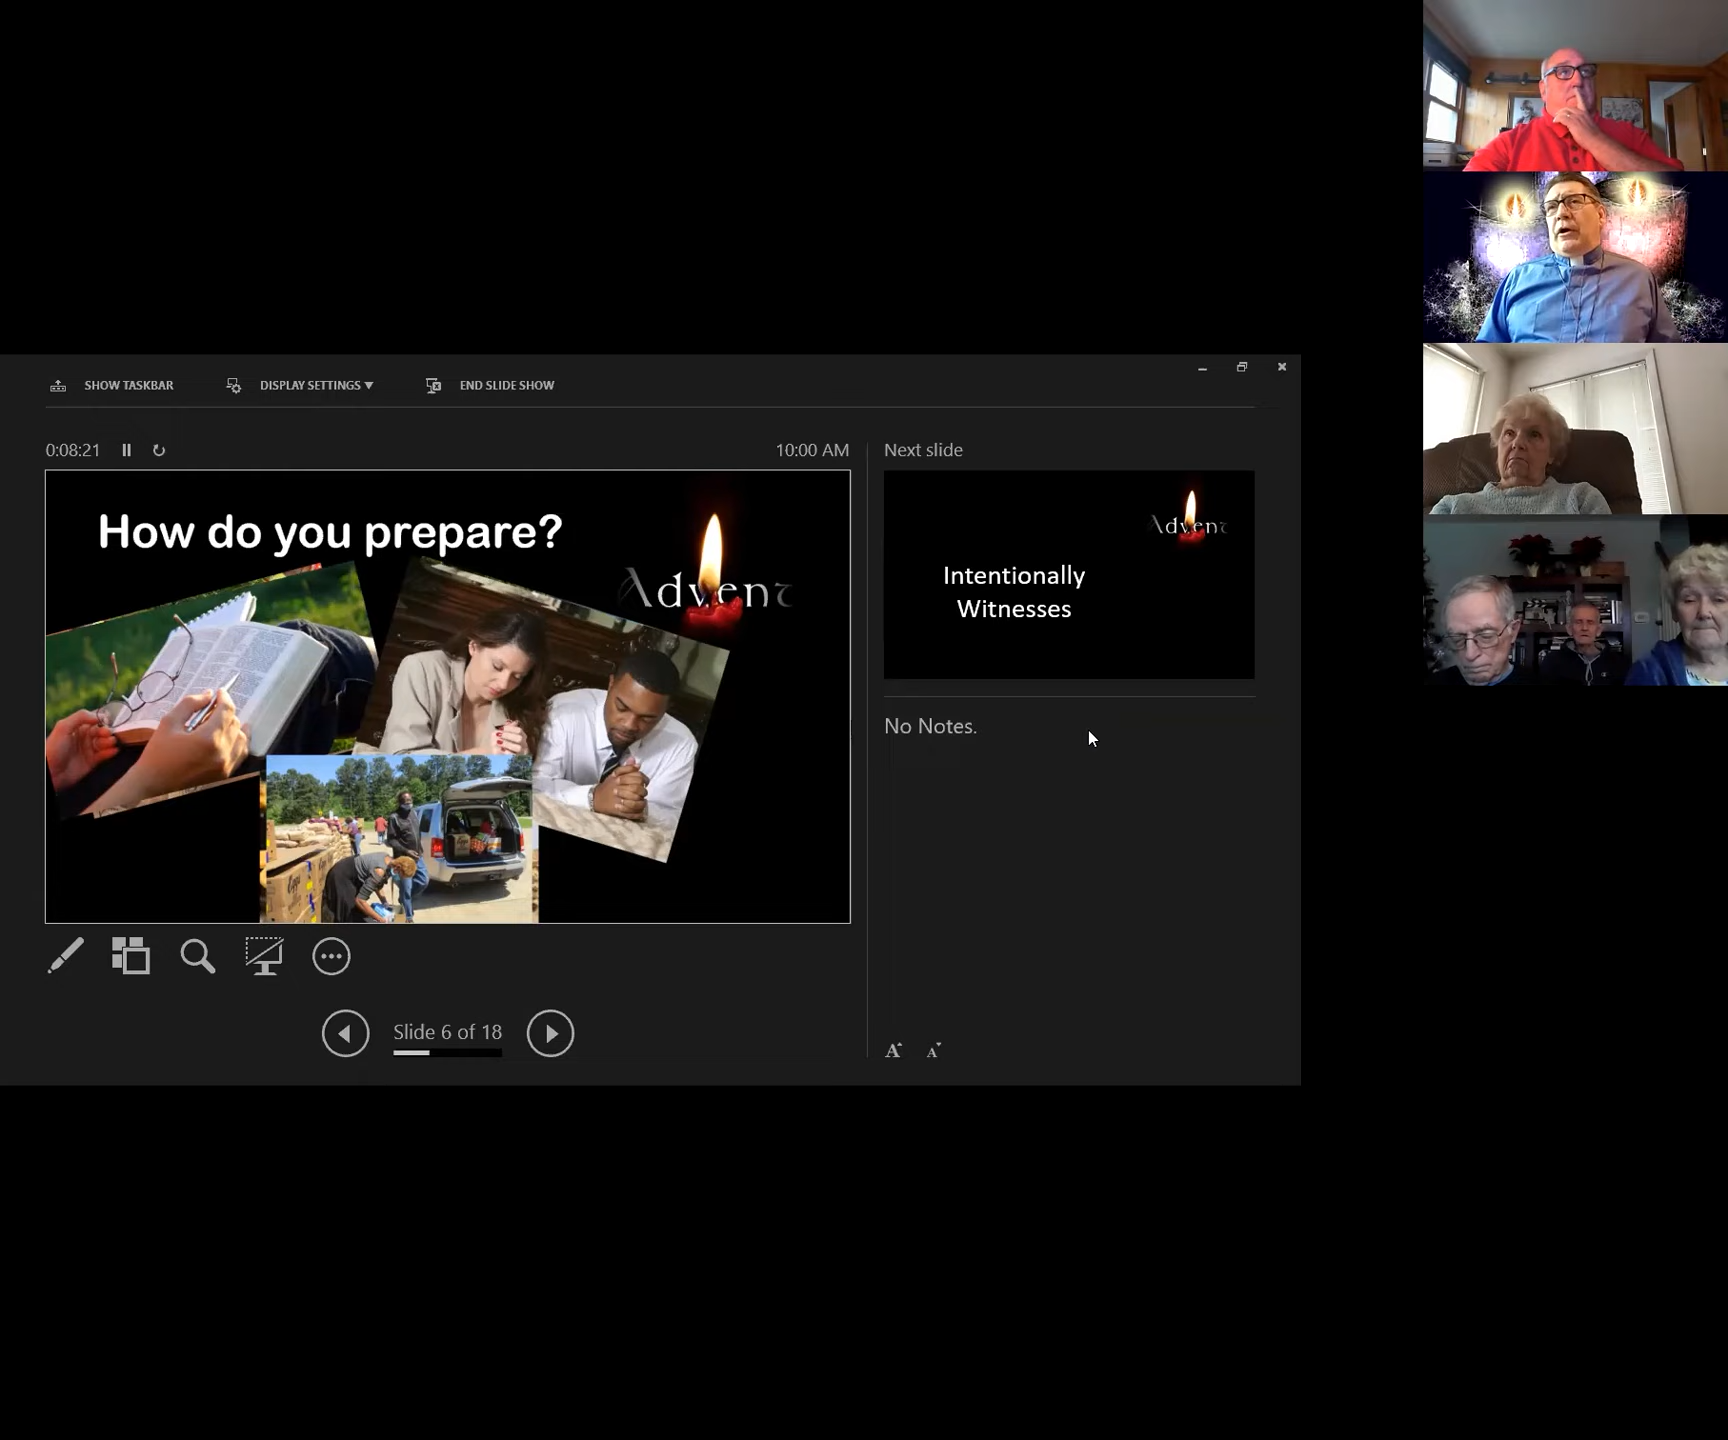 SHOW TASKBAR DISPLAY SETTINGS END SLIDE SHOW
0:08:21 10:00 AM
How do you prepare?
Advent
Next slide
Advent
Intentionally
Witnesses
No Notes.
Slide 6 of 18
A A